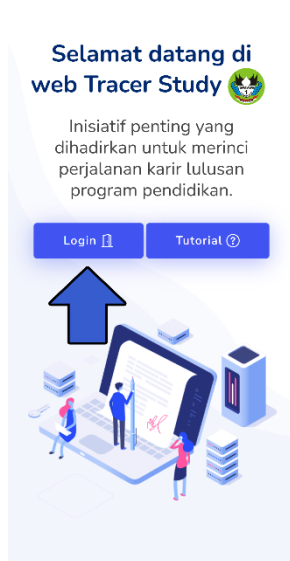 Selamat datang di
web Tracer Study
Inisiatif penting yang
dihadirkan untuk merinci
perjalanan karir lulusan
program pendidikan.
Login
Tutorial